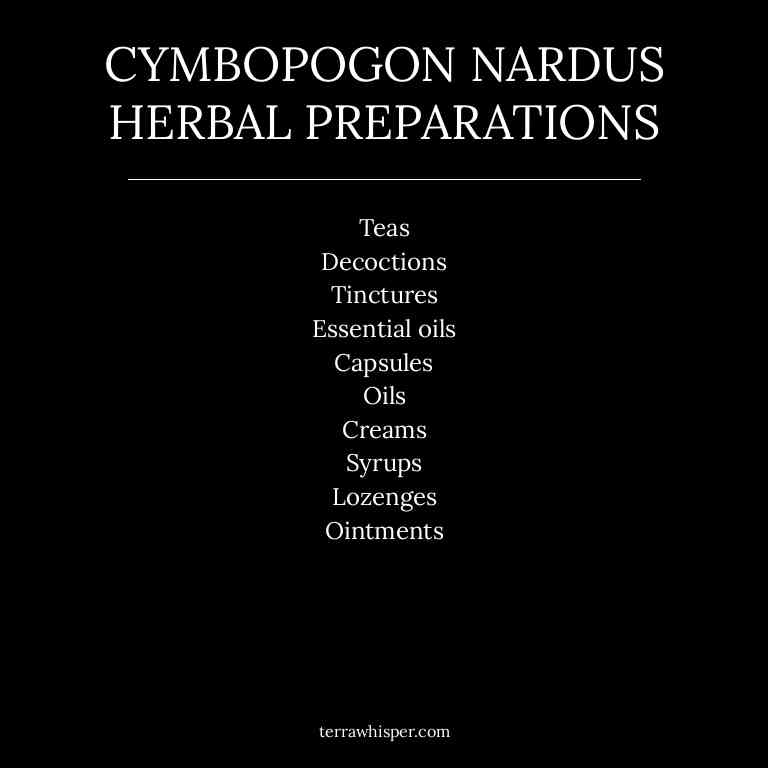 CYMBOPOGON NARDUS
HERBAL PREPARATIONS
Teas
Decoctions
Tinctures
Essential oils
Capsules
Oils
Creams
Syrups
Lozenges
Ointments
terrawhisper.com